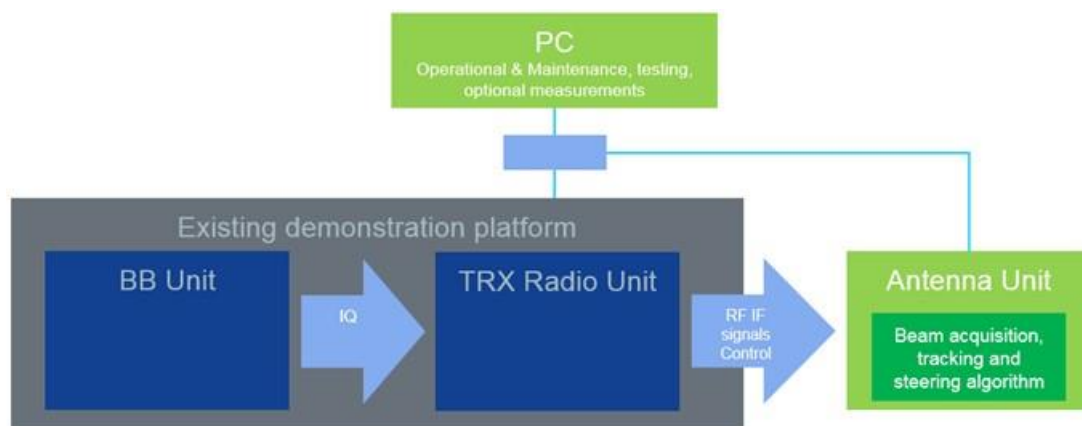 PC
Operational & Maintenance, testing,
optional measurements
Existing demonstration platform
BB Unit
IQ
TRX Radio Unit
RF IF
signals
Control
Antenna Unit
Beam acquisition,
tracking and
steering algorithm